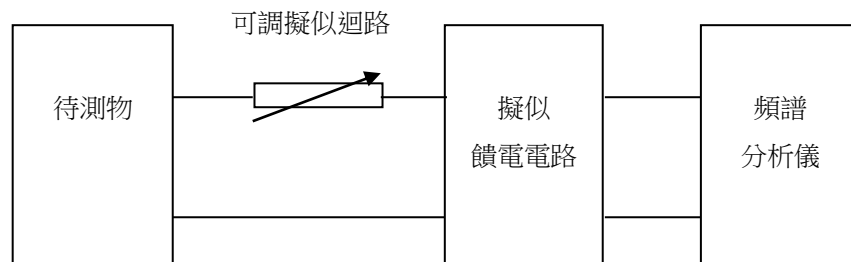 可調擬似迴路
待測物
擬似
饋電電路
頻譜
分析儀